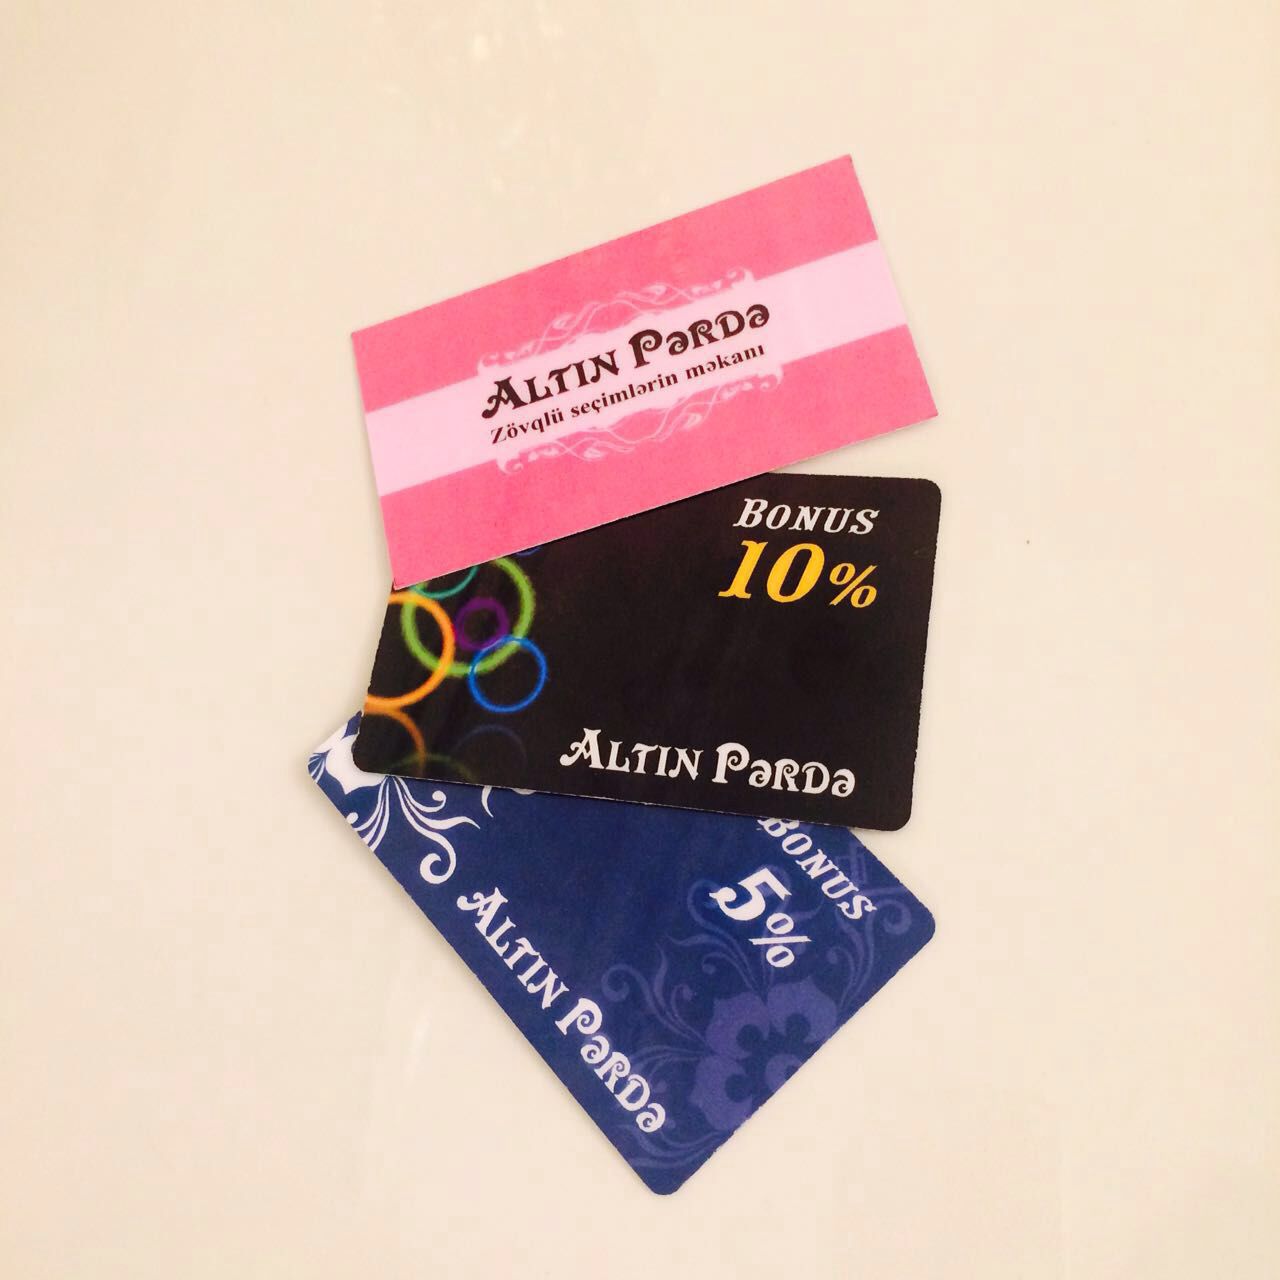 ALTIN PəRDə
Zövqlü seçimlərin məkanı
BONUS
10%
ALTIN PəRDə
BONUS
5%
ALTIN PəRDə